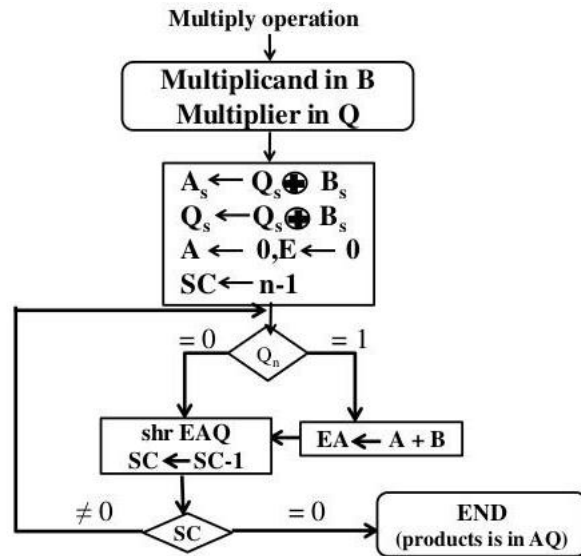 Multiply operation
Multiplicand in B
Multiplier in Q
Aₛ ← Qₛ ⊕ Bₛ
Qₛ ← Qₛ ⊕ Bₛ
A ← 0,E ← 0
SC ← n-1
= 0
= 1
Qₙ
shr EAQ
SC ← SC-1
EA ← A + B
≠ 0
SC
= 0
END
(products is in AQ)